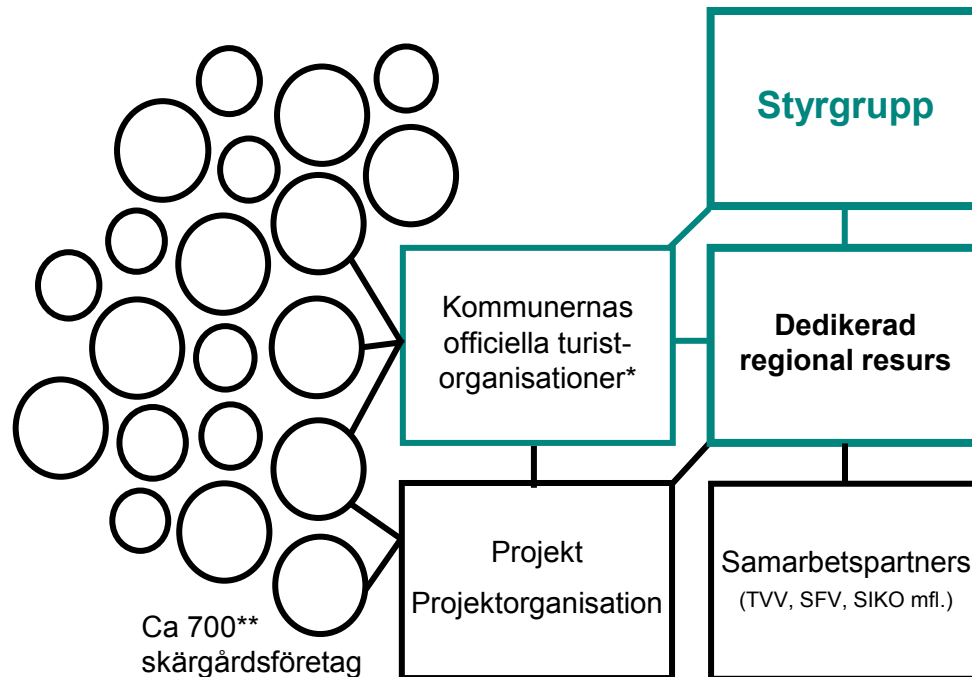 Styrgrupp
Kommunernas
officiella turist-
organisationer*
Dedikerad
regional resurs
Projekt
Projektorganisation
Samarbetspartners
(TVV, SFV, SIKO mfl.)
Ca 700**
skärgårdsföretag